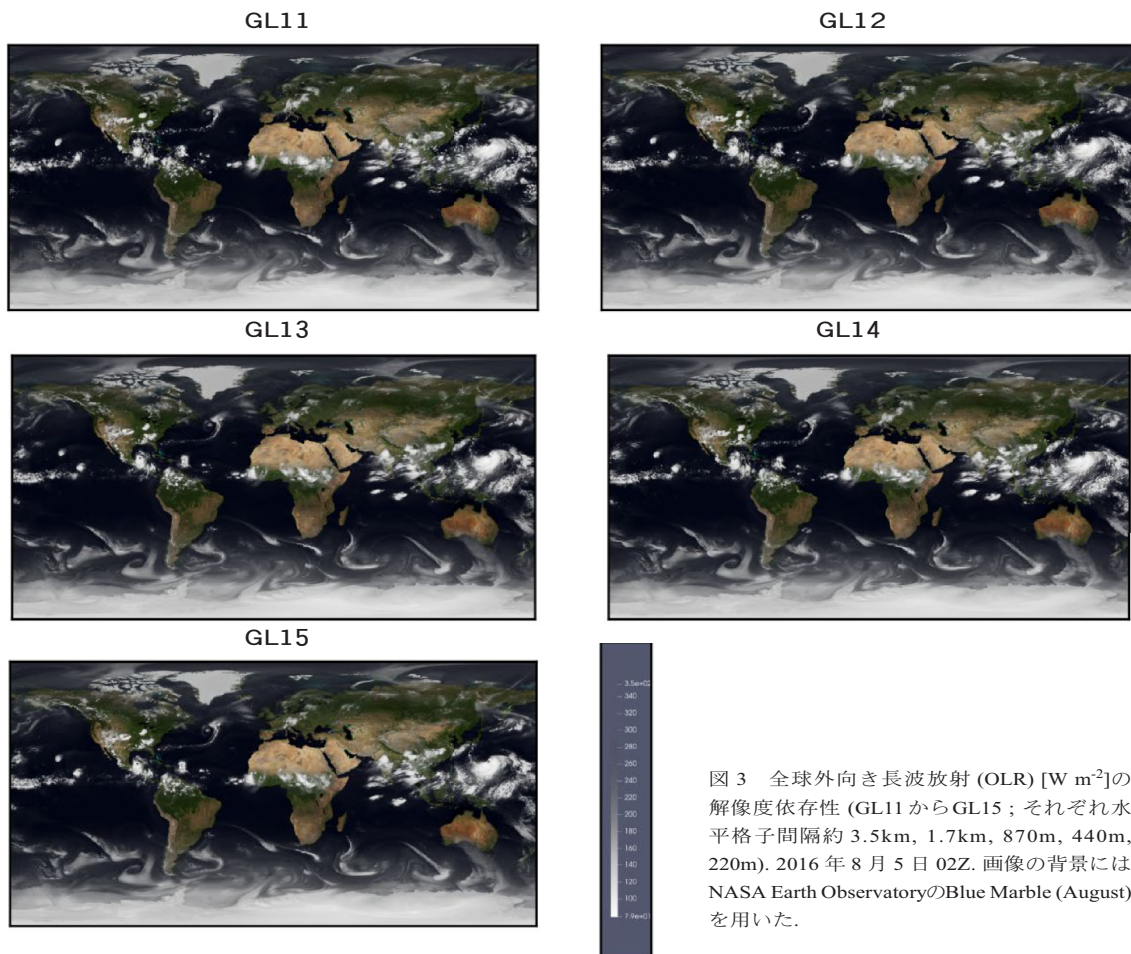 GL11
GL12
GL13
GL14
GL15
3.5e+02
340
320
300
280
260
240
220
200
180
160
140
120
100
7.9e+01
図 3 全球外向き長波放射 (OLR) [W m-2]の
解像度依存性 (GL11 からGL15 ; それぞれ水
平格子間隔約 3.5km, 1.7km, 870m, 440m,
220m). 2016 年 8 月 5 日 02Z. 画像の背景には
NASA Earth ObservatoryのBlue Marble (August)
を用いた.